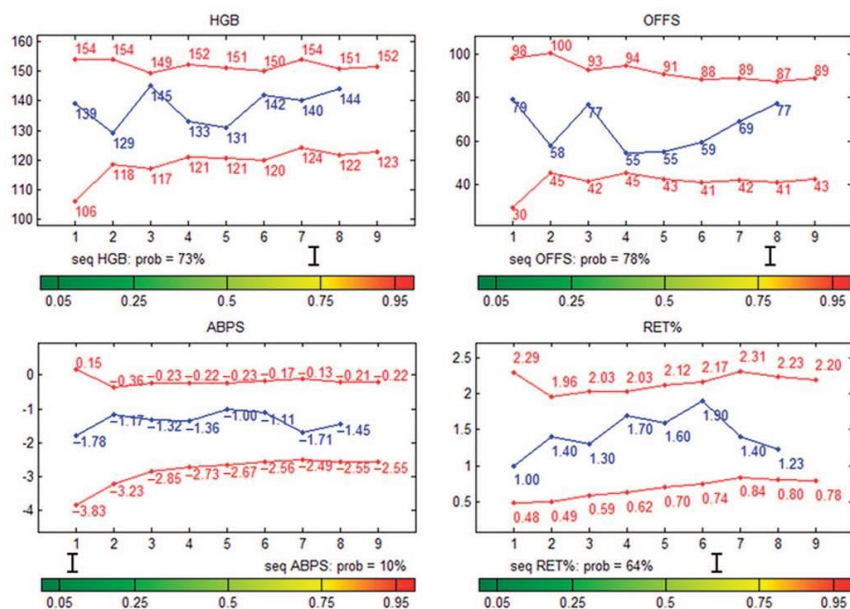 HGB
160
150
140
130
120
110
100
154 154 149 152 151 150 154 151 152
139 129 145 133 131 142 140 144
106 118 117 121 121 120 124 122 123
1 2 3 4 5 6 7 8 9
seq HGB: prob = 73%
0.05 0.25 0.5 0.75 0.95
OFFS
100
80
60
40
98 100 93 94 91 88 89 87 89
79 58 77 55 55 59 69 77
30 45 42 45 43 41 42 41 43
1 2 3 4 5 6 7 8 9
seq OFFS: prob = 78%
0.05 0.25 0.5 0.75 0.95
ABPS
0
-1
-2
-3
-4
0.15 −0.36 −0.23 −0.22 −0.23 −0.17 −0.13 −0.21 −0.22
−1.78 −1.17 −1.32 −1.36 −1.00 −1.11 −1.71 −1.45
−3.83 −3.23 −2.85 −2.73 −2.67 −2.56 −2.49 −2.55 −2.55
1 2 3 4 5 6 7 8 9
seq ABPS: prob = 10%
0.05 0.25 0.5 0.75 0.95
RET%
2.5
2
1.5
1
0.5
2.29 1.96 2.03 2.03 2.12 2.17 2.31 2.23 2.20
1.00 1.40 1.30 1.70 1.60 1.90 1.40 1.23
0.48 0.49 0.59 0.62 0.70 0.74 0.84 0.80 0.78
1 2 3 4 5 6 7 8 9
seq RET%: prob = 64%
0.05 0.25 0.5 0.75 0.95